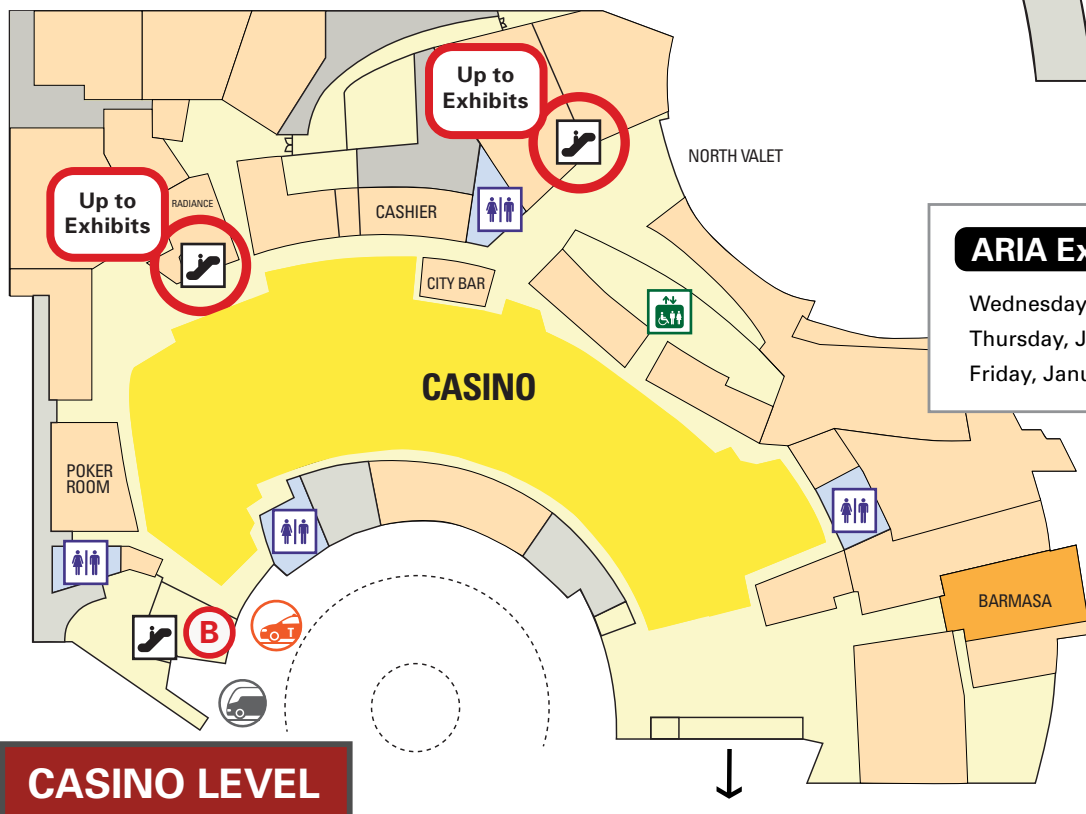 Up to
Exhibits
NORTH VALET
Up to
Exhibits
RADIANCE
CASHIER
ARIA Ex
CITY BAR
Wednesday
Thursday, J
Friday, Janu
CASINO
POKER
ROOM
BARMASA
B
T
CASINO LEVEL